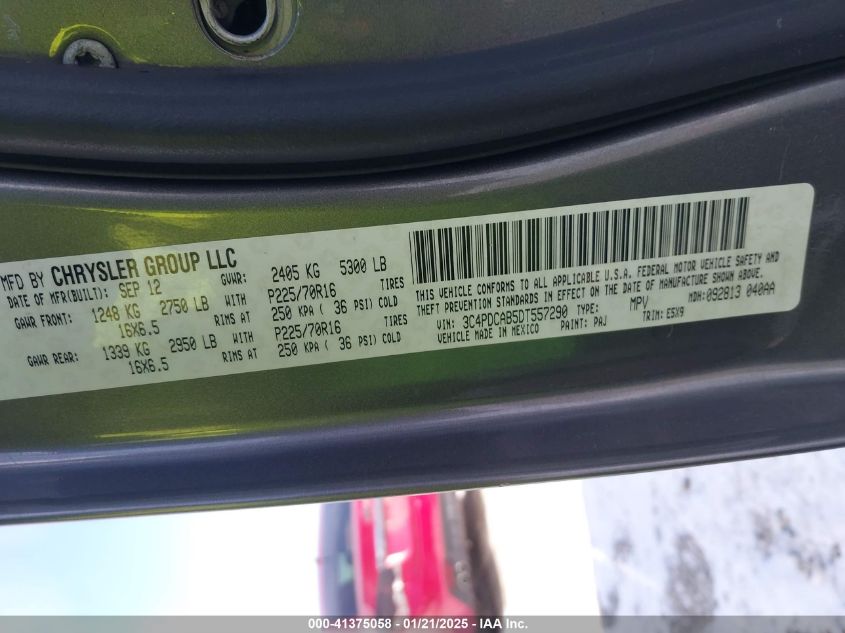 MFD BY CHRYSLER GROUP LLC
DATE OF MFR(BUILT): SEP 12 GVWR: 2405 KG 5300 LB
GAWR FRONT: 1248 KG 2750 LB WITH P225/70R16 TIRES
16X6.5 RIMS AT 250 KPA ( 36 PSI) COLD
GAWR REAR: 1339 KG 2950 LB WITH P225/70R16 TIRES
16X6.5 RIMS AT 250 KPA ( 36 PSI) COLD
THIS VEHICLE CONFORMS TO ALL APPLICABLE U.S.A. FEDERAL MOTOR VEHICLE SAFETY AND
THEFT PREVENTION STANDARDS IN EFFECT ON THE DATE OF MANUFACTURE SHOWN ABOVE.
VIN: 3C4PDCAB5DT557290 TYPE: MPV MDH:092813 040AA
VEHICLE MADE IN MEXICO PAINT: PAJ TRIM: E5X9
000-41375058 - 01/21/2025 - IAA Inc.